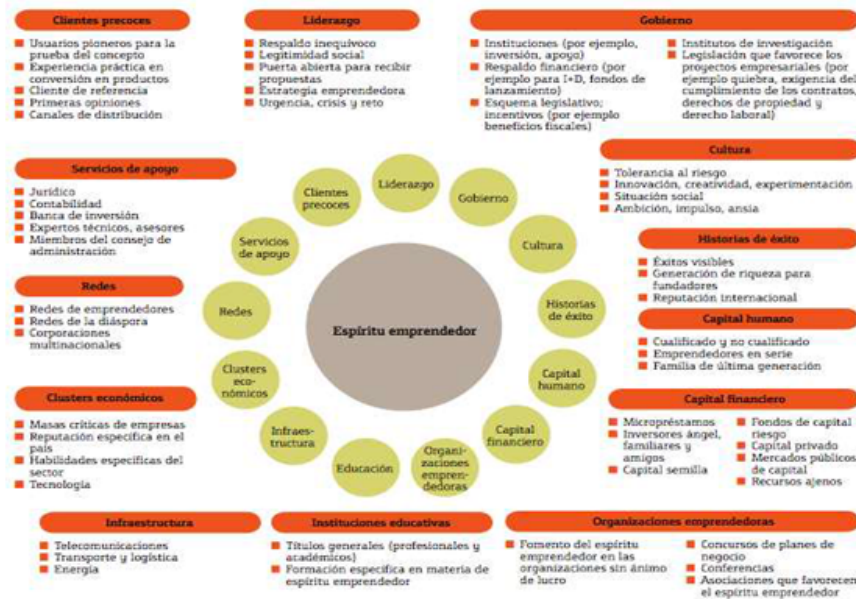 Clientes precoces
Usuarios pioneros para la
prueba del concepto
Experiencia práctica en
conversión en productos
Cliente de referencia
Primeras opiniones
Canales de distribución
Liderazgo
Respaldo inequívoco
Legitimidad social
Puerta abierta para recibir
propuestas
Estrategia emprendedora
Urgencia, crisis y reto
Gobierno
Instituciones (por ejemplo,
inversión, apoyo)
Respaldo financiero (por
ejemplo para I+D, fondos de
lanzamiento)
Esquema legislativo;
incentivos (por ejemplo
beneficios fiscales)
Institutos de investigación
Legislación que favorece los
proyectos empresariales (por
ejemplo quiebra, exigencia del
cumplimiento de los contratos,
derechos de propiedad y
derecho laboral)
Servicios de apoyo
Jurídico
Contabilidad
Banca de inversión
Expertos técnicos, asesores
Miembros del consejo de
administración
Cultura
Tolerancia al riesgo
Innovación, creatividad, experimentación
Situación social
Ambición, impulso, ansia
Redes
Redes de emprendedores
Redes de la diáspora
Corporaciones
multinacionales
Historias de éxito
Éxitos visibles
Generación de riqueza para
fundadores
Reputación internacional
Capital humano
Cualificado y no cualificado
Emprendedores en serie
Familia de última generación
Clusters económicos
Masas críticas de empresas
Reputación específica en el
país
Habilidades específicas del
sector
Tecnología
Capital financiero
Micropréstamos
Inversores ángel,
familiares y
amigos
Capital semilla
Fondos de capital
riesgo
Capital privado
Mercados públicos
de capital
Recursos ajenos
Espíritu emprendedor
Liderazgo
Gobierno
Cultura
Historias
de éxito
Capital
humano
Capital
financiero
Organi-
zaciones
empren-
dedoras
Educación
Infraes-
tructura
Clusters
eco-
nómicos
Redes
Servicios
de apoyo
Clientes
precoces
Infraestructura
Telecomunicaciones
Transporte y logística
Energía
Instituciones educativas
Títulos generales (profesionales y
académicos)
Formación específica en materia de
espíritu emprendedor
Organizaciones emprendedoras
Fomento del espíritu
emprendedor en las
organizaciones sin ánimo
de lucro
Concursos de planes de
negocio
Conferencias
Asociaciones que favorecen
el espíritu emprendedor